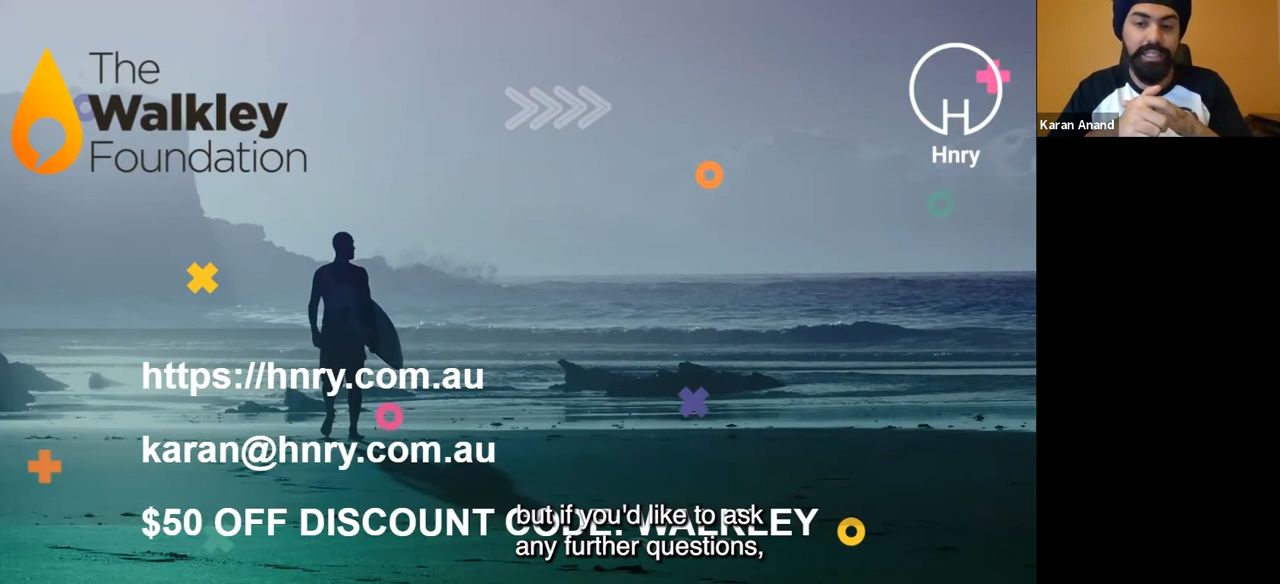 The
Walkley
Foundation
H
Hnry
Karan Anand
https://hnry.com.au
karan@hnry.com.au
$50 OFF DISCOUNT CODE: WALKLEY
but if you'd like to ask
any further questions,